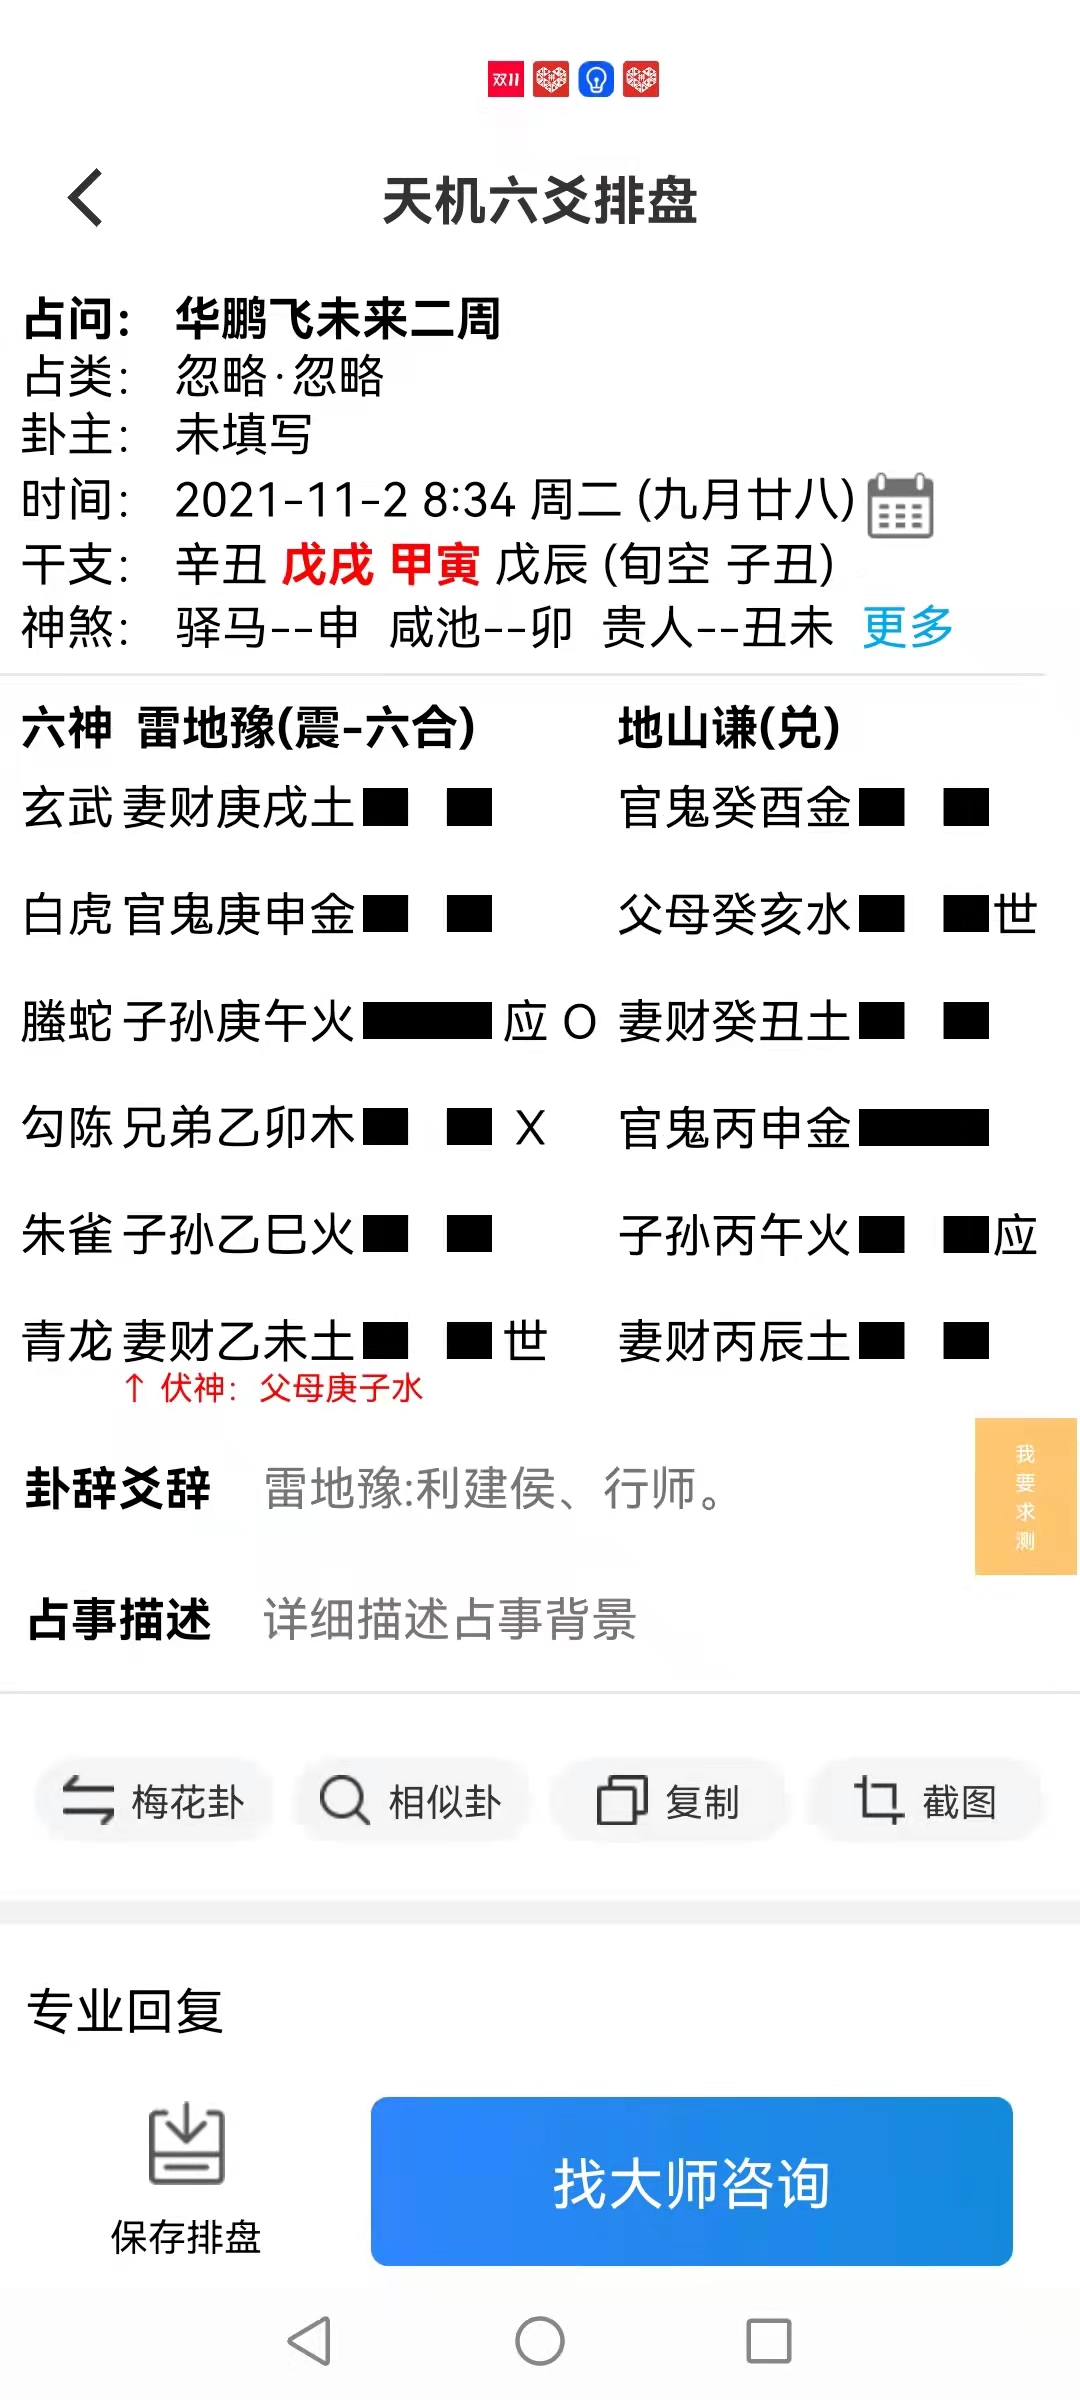 双11
天机六爻排盘
占问： 华鹏飞未来二周
占类： 忽略·忽略
卦主： 未填写
时间： 2021-11-2 8:34 周二 (九月廿八)
干支： 辛丑 戊戌 甲寅 戊辰 (旬空 子丑)
神煞： 驿马--申 咸池--卯 贵人--丑未 更多
六神 雷地豫(震-六合) 地山谦(兑)
玄武 妻财庚戌土 官鬼癸酉金
白虎 官鬼庚申金 父母癸亥水 世
螣蛇 子孙庚午火 应 O 妻财癸丑土
勾陈 兄弟乙卯木 X 官鬼丙申金
朱雀 子孙乙巳火 子孙丙午火 应
青龙 妻财乙未土 世 妻财丙辰土
↑ 伏神：父母庚子水
卦辞爻辞 雷地豫:利建侯、行师。
我要求测
占事描述 详细描述占事背景
梅花卦 相似卦 复制 截图
专业回复
保存排盘
找大师咨询